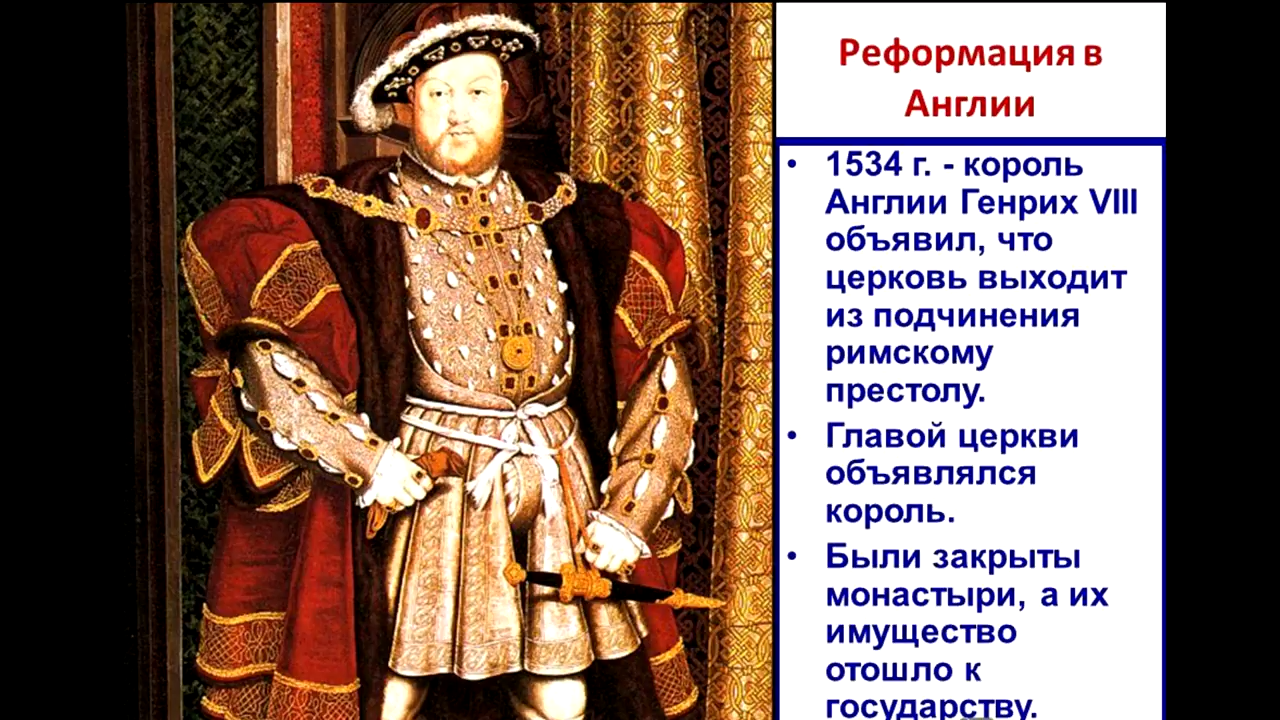 Реформация в
Англии
• 1534 г. - король
Англии Генрих VIII
объявил, что
церковь выходит
из подчинения
римскому
престолу.
• Главой церкви
объявлялся
король.
• Были закрыты
монастыри, а их
имущество
отошло к
государству.